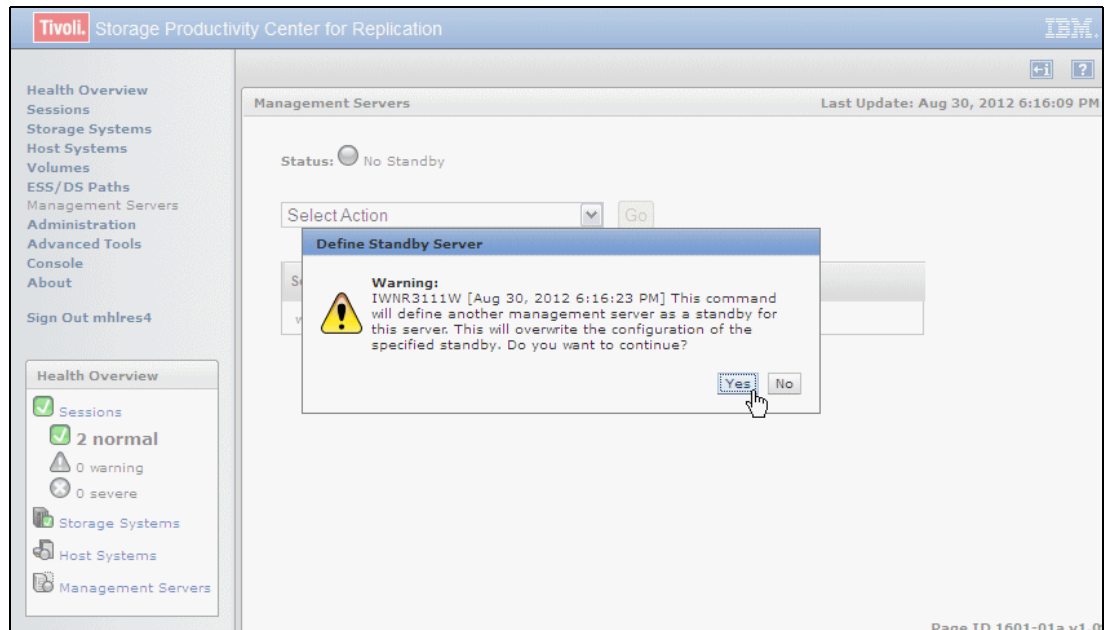 Tivoli. Storage Productivity Center for Replication
IBM.
Health Overview
Sessions
Storage Systems
Host Systems
Volumes
ESS/DS Paths
Management Servers
Administration
Advanced Tools
Console
About
Sign Out mhlres4
Health Overview
Sessions
2 normal
0 warning
0 severe
Storage Systems
Host Systems
Management Servers
?
Management Servers
Last Update: Aug 30, 2012 6:16:09 PM
Status: No Standby
Select Action
Go
Define Standby Server
Warning:
IWNR3111W [Aug 30, 2012 6:16:23 PM] This command
will define another management server as a standby for
this server. This will overwrite the configuration of the
specified standby. Do you want to continue?
Yes
No
Page ID 1601-01a